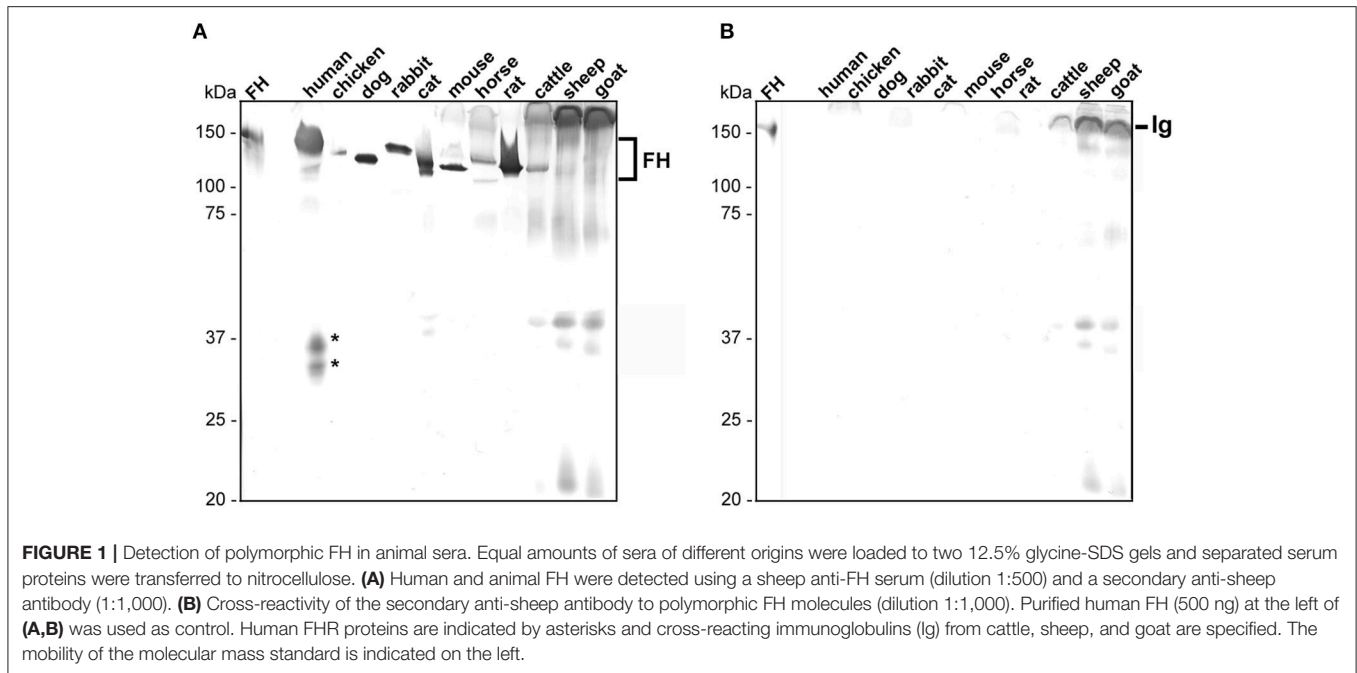 A
B
kDa
FH
human
chicken
dog
rabbit
cat
mouse
horse
rat
cattle
sheep
goat
150 -
100 -
75 -
37 -
25 -
20 -
FH
*
*
kDa
FH
human
chicken
dog
rabbit
cat
mouse
horse
rat
cattle
sheep
goat
150 -
100 -
75 -
37 -
25 -
20 -
Ig
FIGURE 1 | Detection of polymorphic FH in animal sera. Equal amounts of sera of different origins were loaded to two 12.5% glycine-SDS gels and separated serum
proteins were transferred to nitrocellulose. (A) Human and animal FH were detected using a sheep anti-FH serum (dilution 1:500) and a secondary anti-sheep
antibody (1:1,000). (B) Cross-reactivity of the secondary anti-sheep antibody to polymorphic FH molecules (dilution 1:1,000). Purified human FH (500 ng) at the left of
(A,B) was used as control. Human FHR proteins are indicated by asterisks and cross-reacting immunoglobulins (Ig) from cattle, sheep, and goat are specified. The
mobility of the molecular mass standard is indicated on the left.